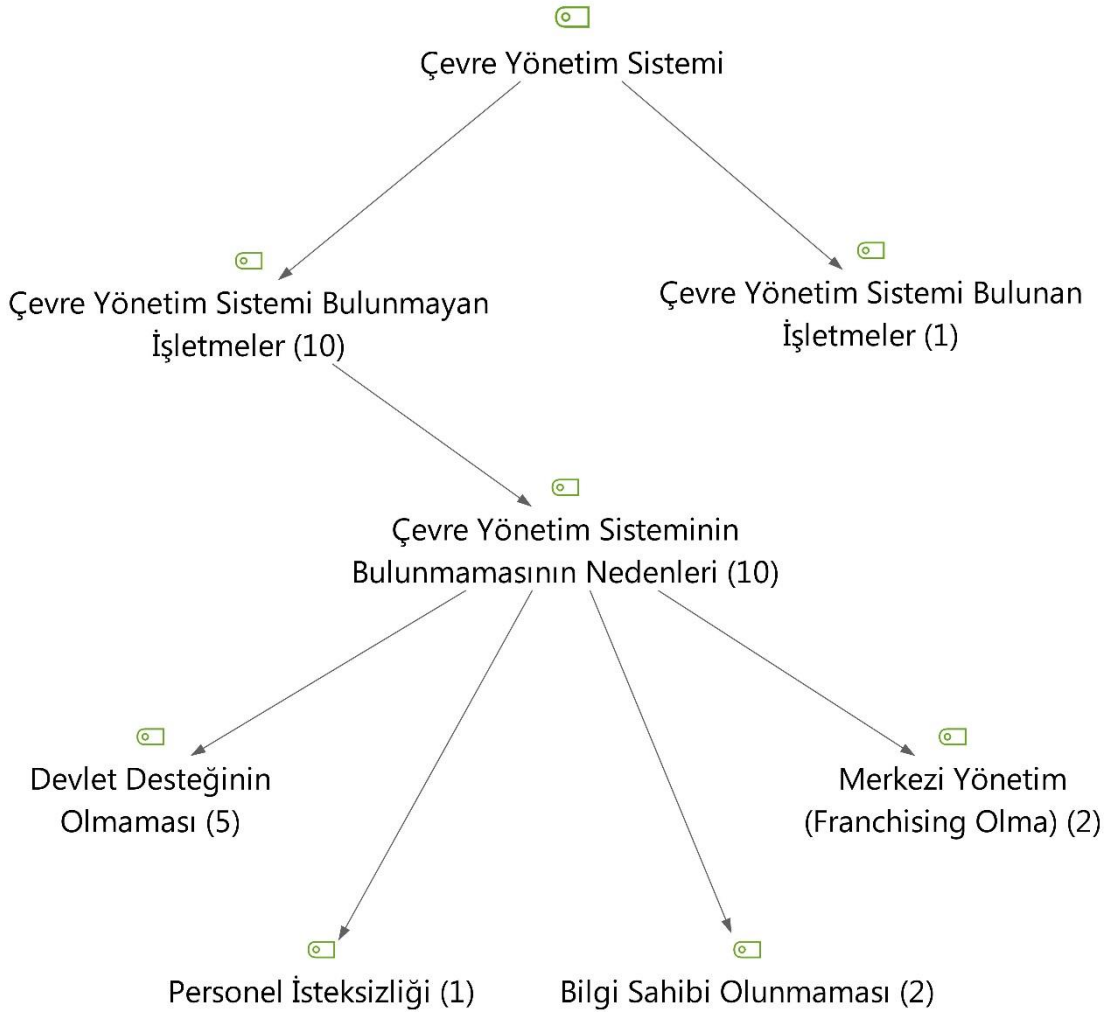 Çevre Yönetim Sistemi
Çevre Yönetim Sistemi Bulunmayan
İşletmeler (10)
Çevre Yönetim Sistemi Bulunan
İşletmeler (1)
Çevre Yönetim Sisteminin
Bulunmamasının Nedenleri (10)
Devlet Desteğinin
Olmaması (5)
Merkezi Yönetim
(Franchising Olma) (2)
Personel İsteksizliği (1)
Bilgi Sahibi Olunmaması (2)